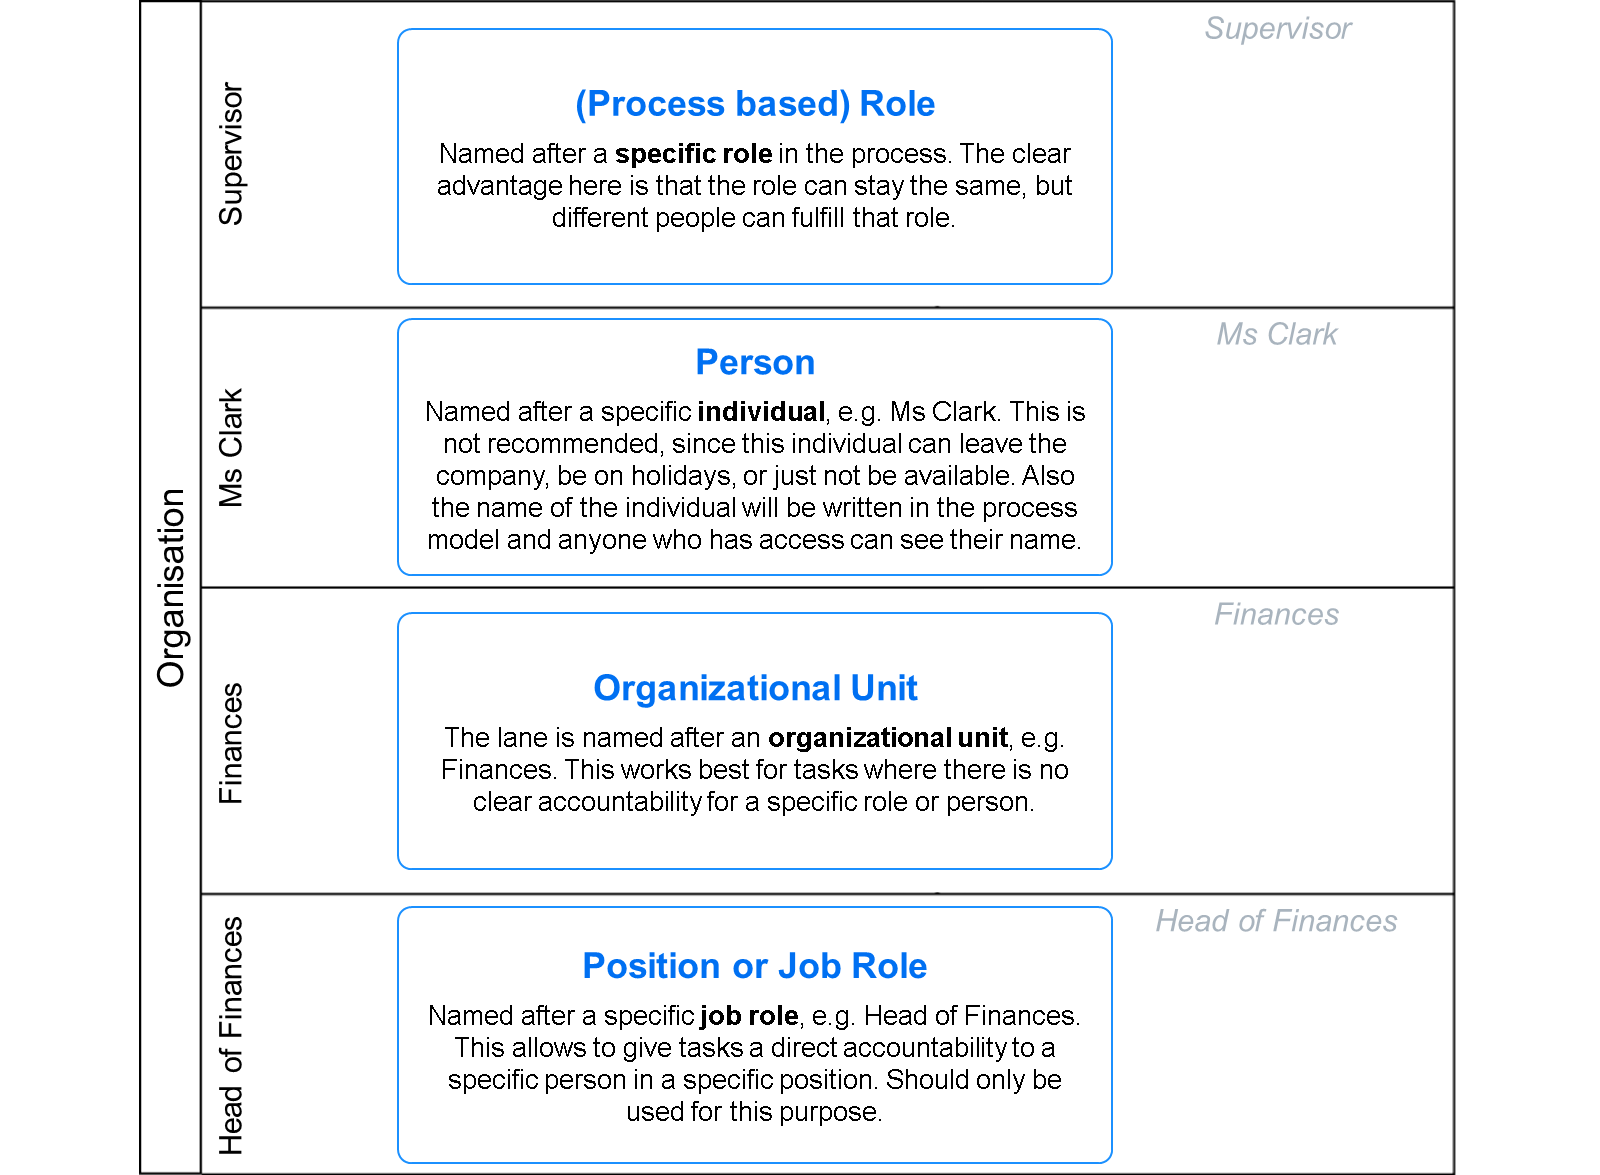 Organisation
Supervisor
Supervisor
(Process based) Role
Named after a specific role in the process. The clear
advantage here is that the role can stay the same, but
different people can fulfill that role.
Ms Clark
Ms Clark
Person
Named after a specific individual, e.g. Ms Clark. This is
not recommended, since this individual can leave the
company, be on holidays, or just not be available. Also
the name of the individual will be written in the process
model and anyone who has access can see their name.
Finances
Finances
Organizational Unit
The lane is named after an organizational unit, e.g.
Finances. This works best for tasks where there is no
clear accountability for a specific role or person.
Head of Finances
Head of Finances
Position or Job Role
Named after a specific job role, e.g. Head of Finances.
This allows to give tasks a direct accountability to a
specific person in a specific position. Should only be
used for this purpose.